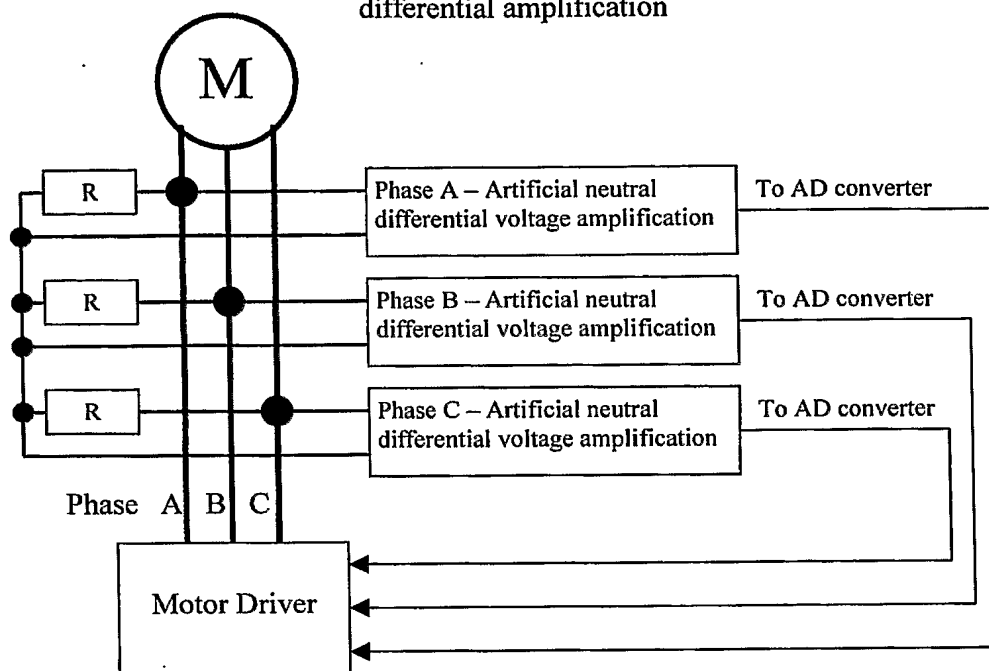 differential amplification
M
R
Phase A – Artificial neutral
differential voltage amplification
To AD converter
R
Phase B – Artificial neutral
differential voltage amplification
To AD converter
R
Phase C – Artificial neutral
differential voltage amplification
To AD converter
Phase A B C
Motor Driver